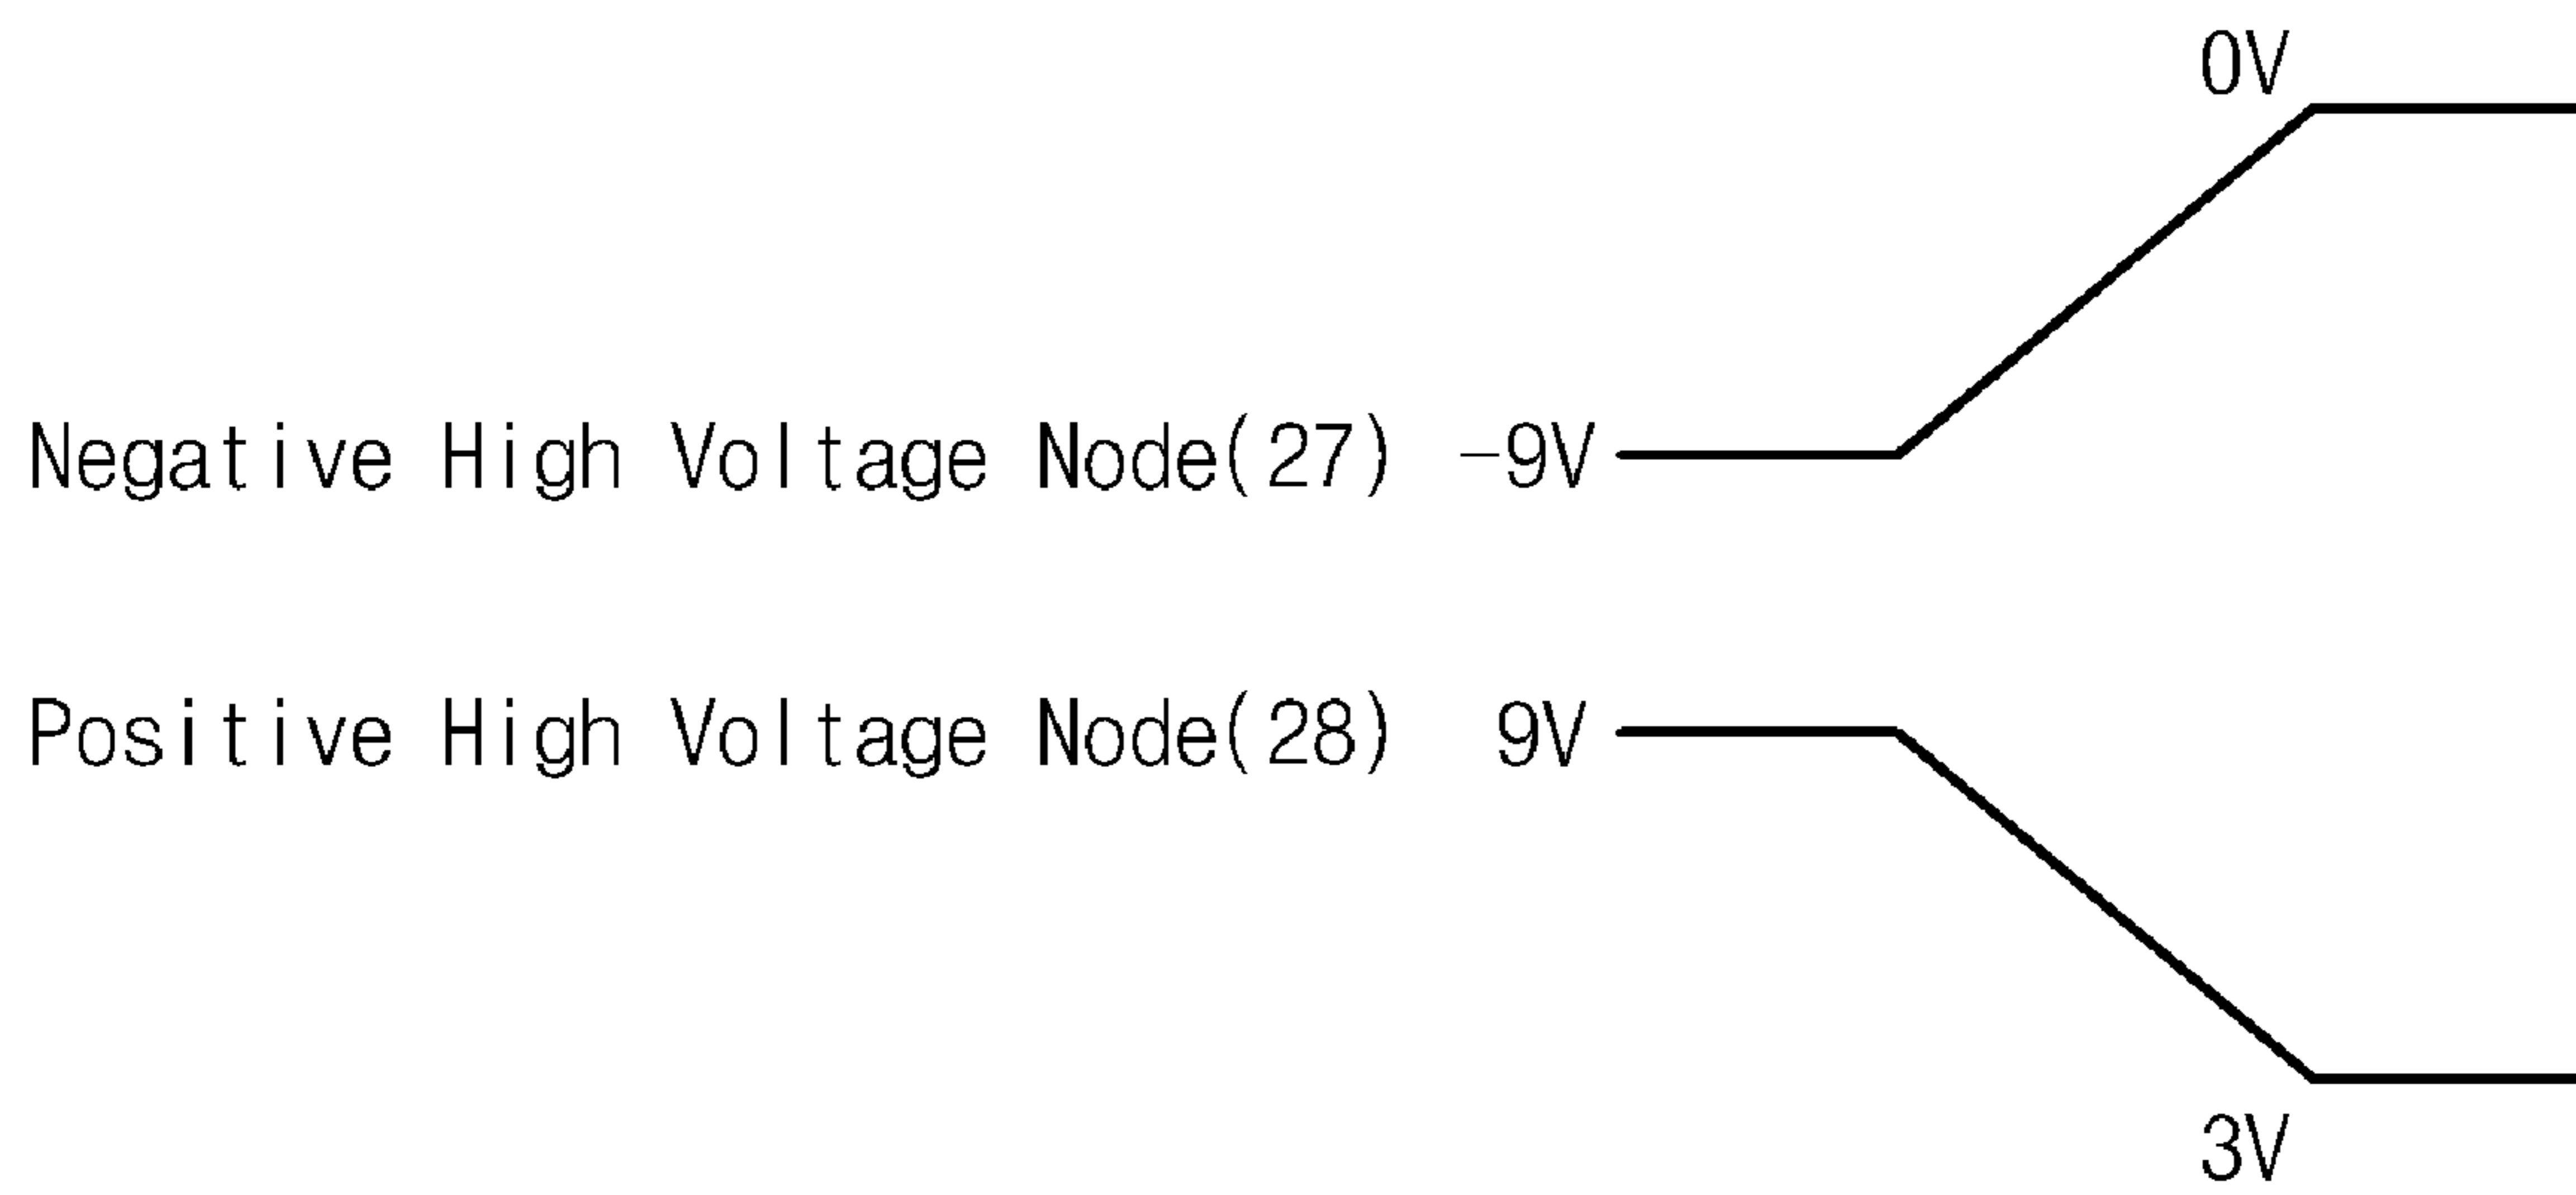 0V
Negative High Voltage Node(27) -9V
Positive High Voltage Node(28) 9V
3V